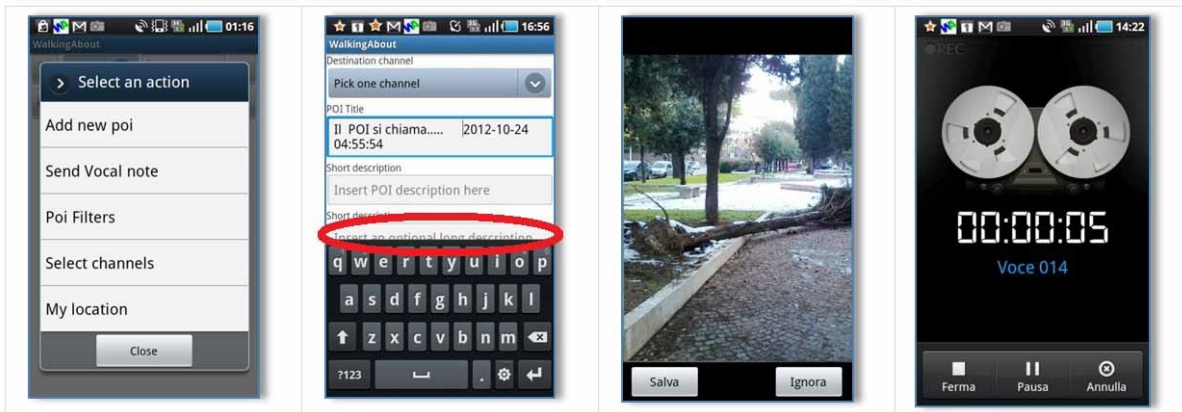 01:16
WalkingAbout
Select an action
Add new poi
Send Vocal note
Poi Filters
Select channels
My location
Close
16:56
WalkingAbout
Destination channel
Pick one channel
POI Title
Il POI si chiama..... 2012-10-24
04:55:54
Short description
Insert POI description here
Short description
Insert an optional long description
q w e r t y u i o p
a s d f g h j k l
z x c v b n m
?123 .
Salva Ignora
14:22
REC
00:00:05
Voce 014
Ferma Pausa Annulla